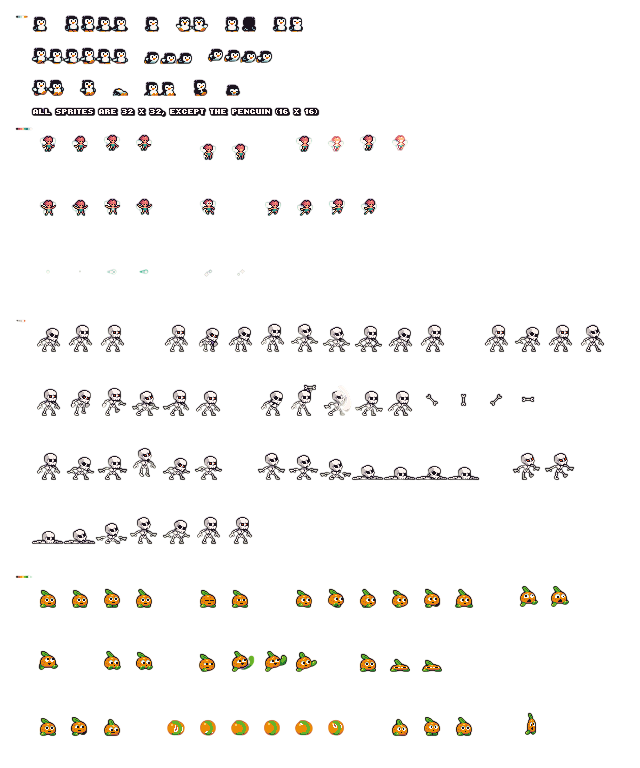 ALL SPRITES ARE 32 X 32, EXCEPT THE PENGUIN (16 X 16)